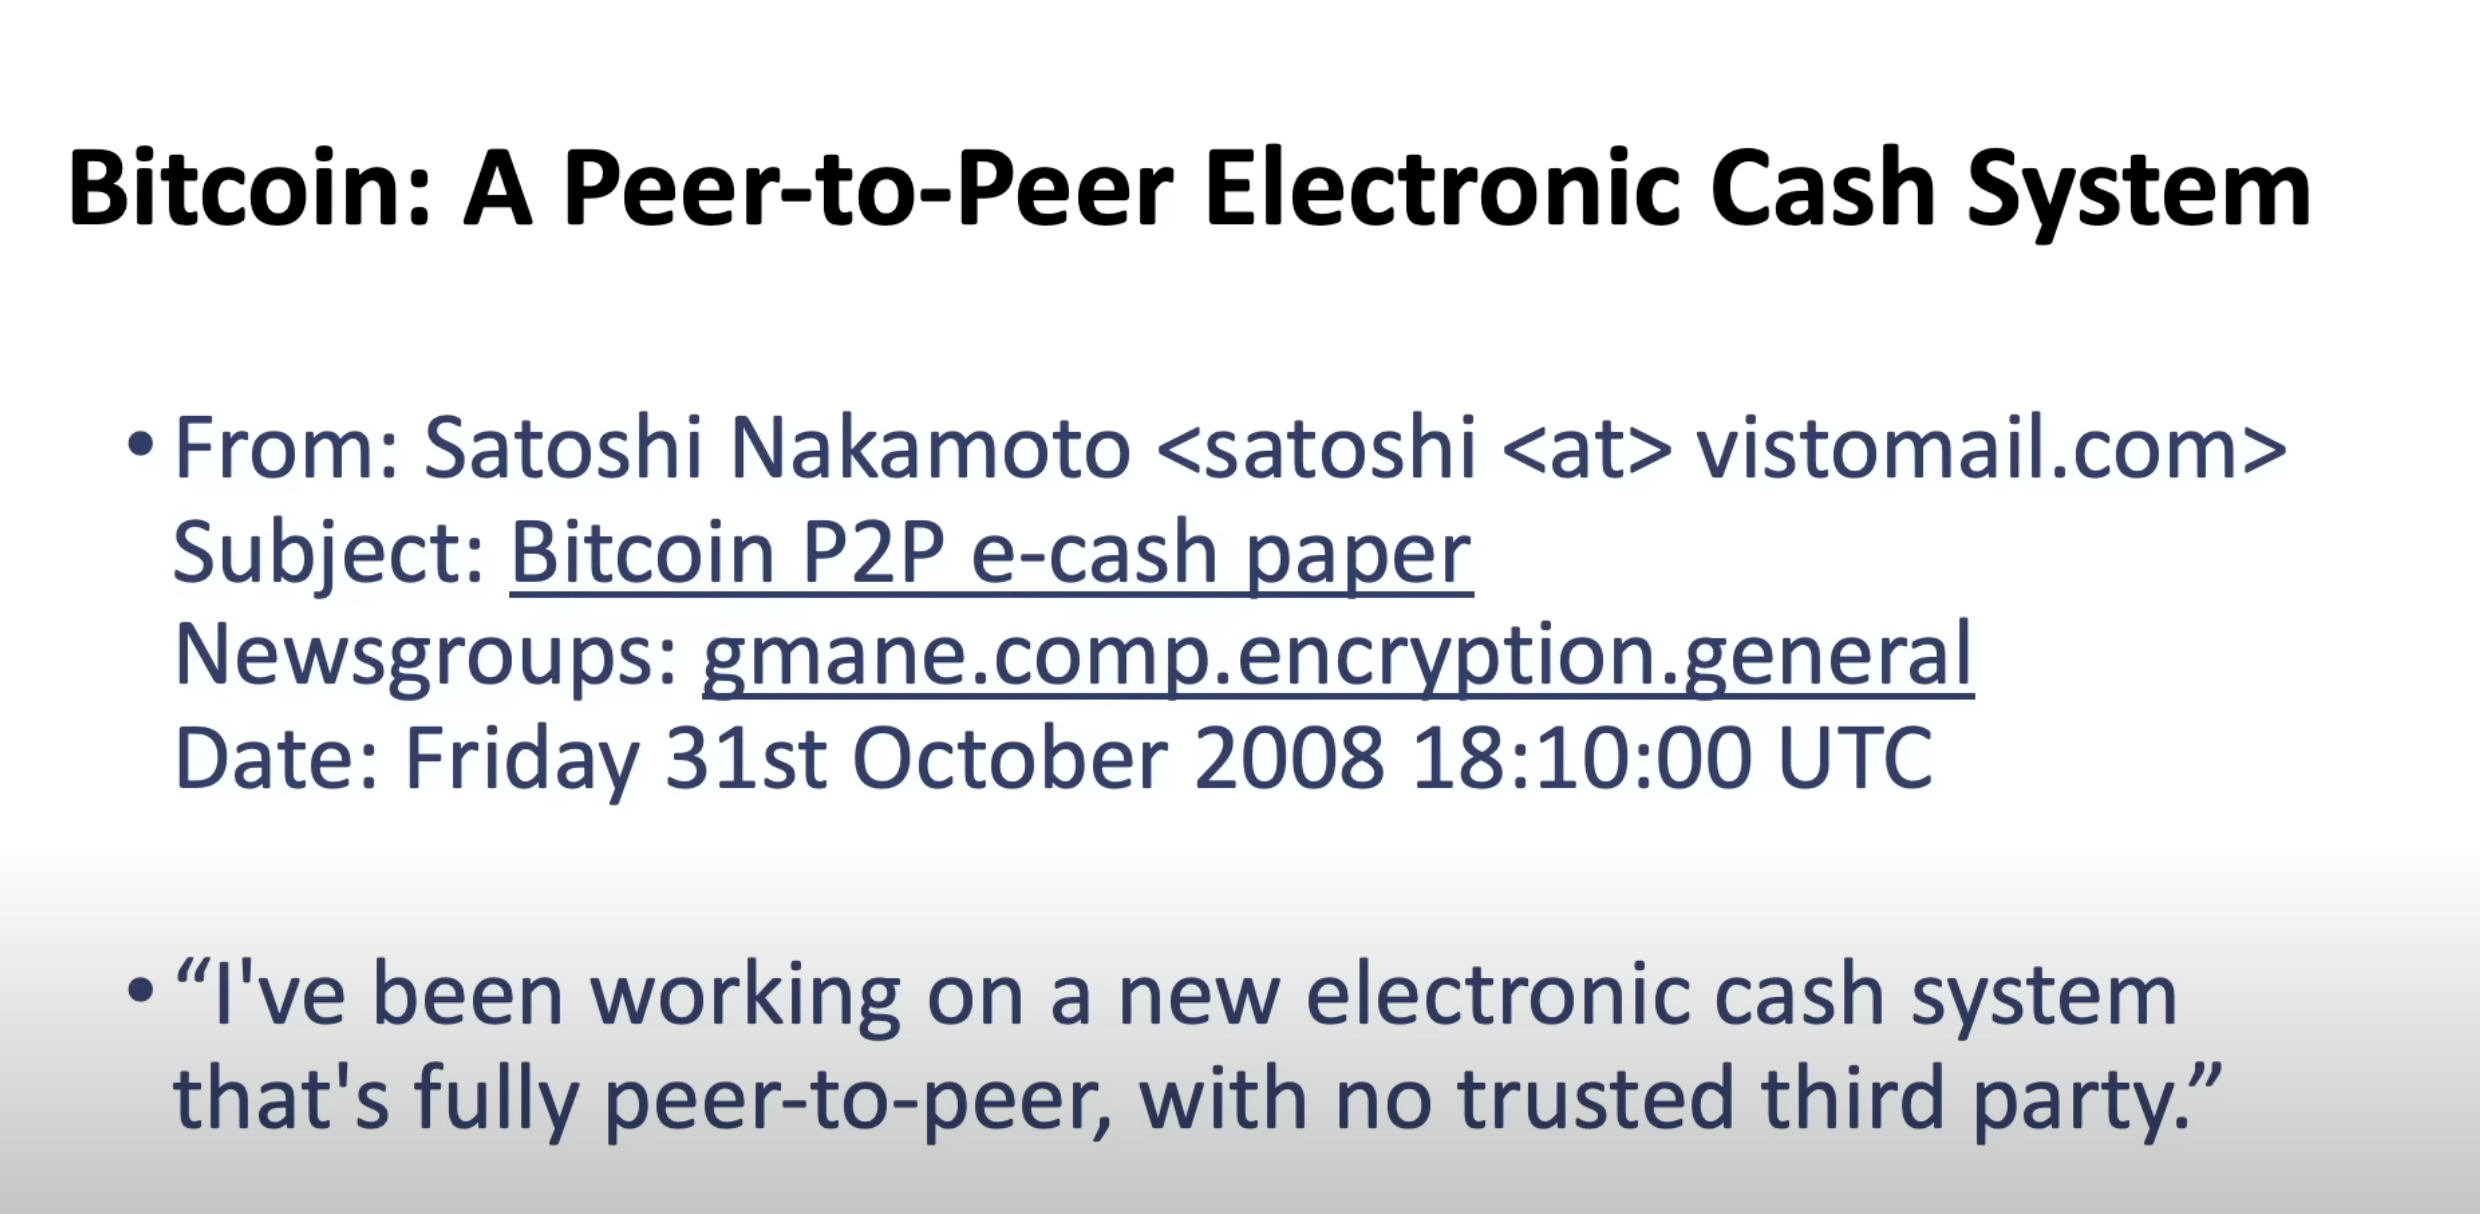 Bitcoin: A Peer-to-Peer Electronic Cash System
• From: Satoshi Nakamoto <satoshi <at> vistomail.com>
Subject: Bitcoin P2P e-cash paper
Newsgroups: gmane.comp.encryption.general
Date: Friday 31st October 2008 18:10:00 UTC
• “I've been working on a new electronic cash system
that's fully peer-to-peer, with no trusted third party.”